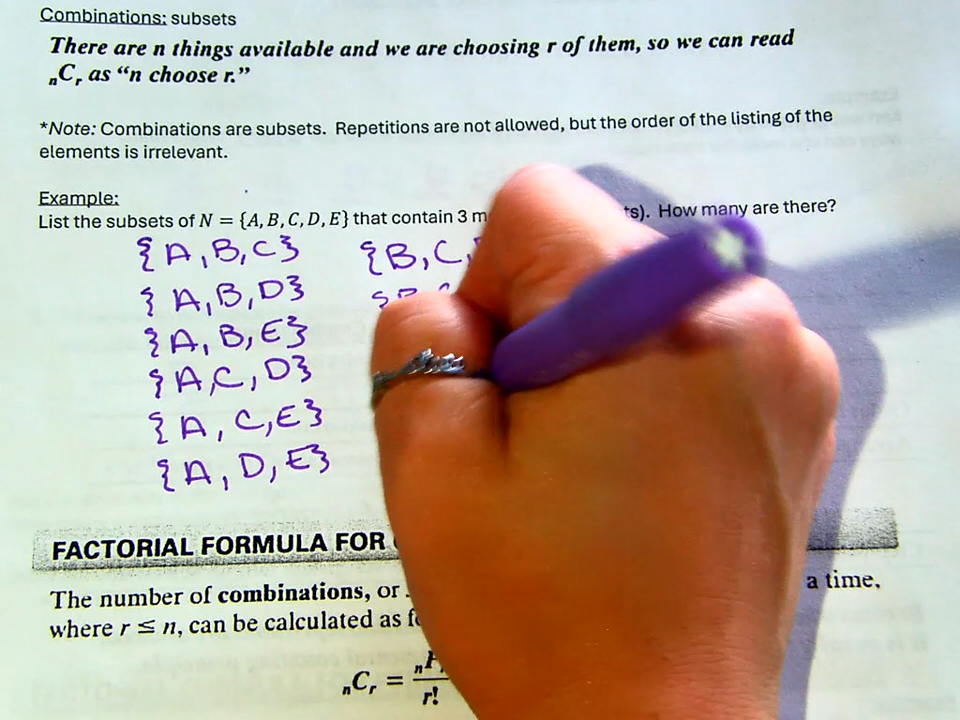 Combinations: subsets
There are n things available and we are choosing r of them, so we can read
nCr as “n choose r.”
*Note: Combinations are subsets. Repetitions are not allowed, but the order of the listing of the
elements is irrelevant.
Example:
List the subsets of N = {A, B, C, D, E} that contain 3 ts). How many are there?
{A, B, C} {B, C,
{A, B, D}
{A, B, E}
{A, C, D}
{A, C, E}
{A, D, E}
FACTORIAL FORMULA FOR
The number of combinations, or a time,
where r ≤ n, can be calculated as
nCr = nP / r!